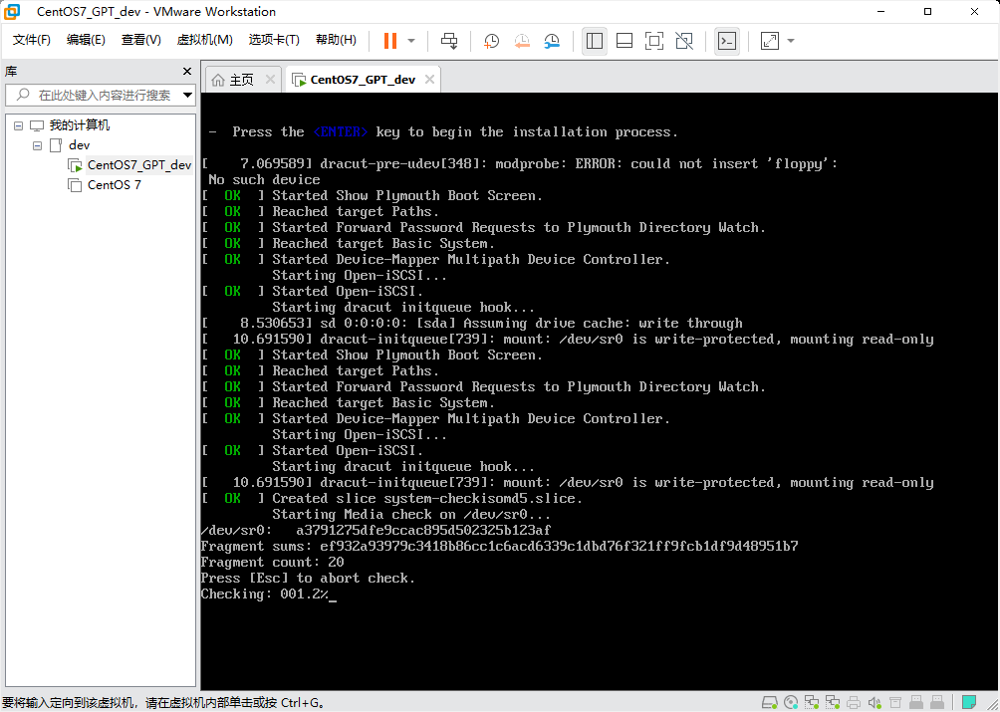 CentOS7_GPT_dev - VMware Workstation
文件(F) 编辑(E) 查看(V) 虚拟机(M) 选项卡(T) 帮助(H)
库
在此处键入内容进行搜索
我的计算机
dev
CentOS7_GPT_dev
CentOS 7
主页 CentOS7_GPT_dev
- Press the <ENTER> key to begin the installation process.
[    7.069589] dracut-pre-udev[348]: modprobe: ERROR: could not insert 'floppy':
No such device
[  OK  ] Started Show Plymouth Boot Screen.
[  OK  ] Reached target Paths.
[  OK  ] Started Forward Password Requests to Plymouth Directory Watch.
[  OK  ] Reached target Basic System.
[  OK  ] Started Device-Mapper Multipath Device Controller.
Starting Open-iSCSI...
[  OK  ] Started Open-iSCSI.
Starting dracut initqueue hook...
[    8.530653] sd 0:0:0:0: [sda] Assuming drive cache: write through
[   10.691590] dracut-initqueue[739]: mount: /dev/sr0 is write-protected, mounting read-only
[  OK  ] Started Show Plymouth Boot Screen.
[  OK  ] Reached target Paths.
[  OK  ] Started Forward Password Requests to Plymouth Directory Watch.
[  OK  ] Reached target Basic System.
[  OK  ] Started Device-Mapper Multipath Device Controller.
Starting Open-iSCSI...
[  OK  ] Started Open-iSCSI.
Starting dracut initqueue hook...
[   10.691590] dracut-initqueue[739]: mount: /dev/sr0 is write-protected, mounting read-only
[  OK  ] Created slice system-checkisomd5.slice.
Starting Media check on /dev/sr0...
/dev/sr0:   a3791275dfe9ccac895d502325b123af
Fragment sums: ef932a93979c3418b86cc1c6acd6339c1dbd76f321ff9fcb1df9d48951b7
Fragment count: 20
Press [Esc] to abort check.
Checking: 001.2%_
要将输入定向到该虚拟机，请在虚拟机内部单击或按 Ctrl+G。